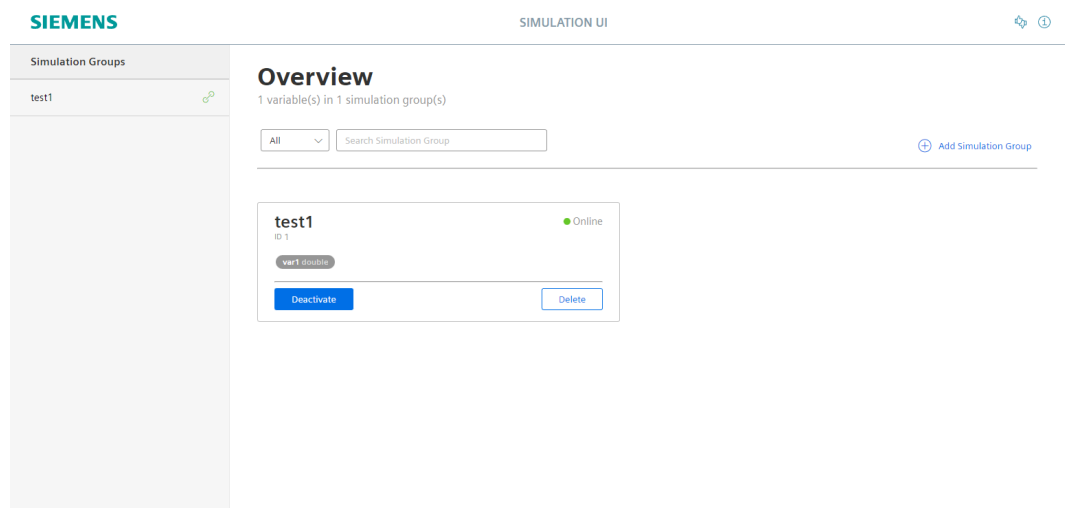 SIEMENS
SIMULATION UI
Simulation Groups
test1
Overview
1 variable(s) in 1 simulation group(s)
All
Search Simulation Group
Add Simulation Group
test1
Online
ID 1
var1 double
Deactivate
Delete